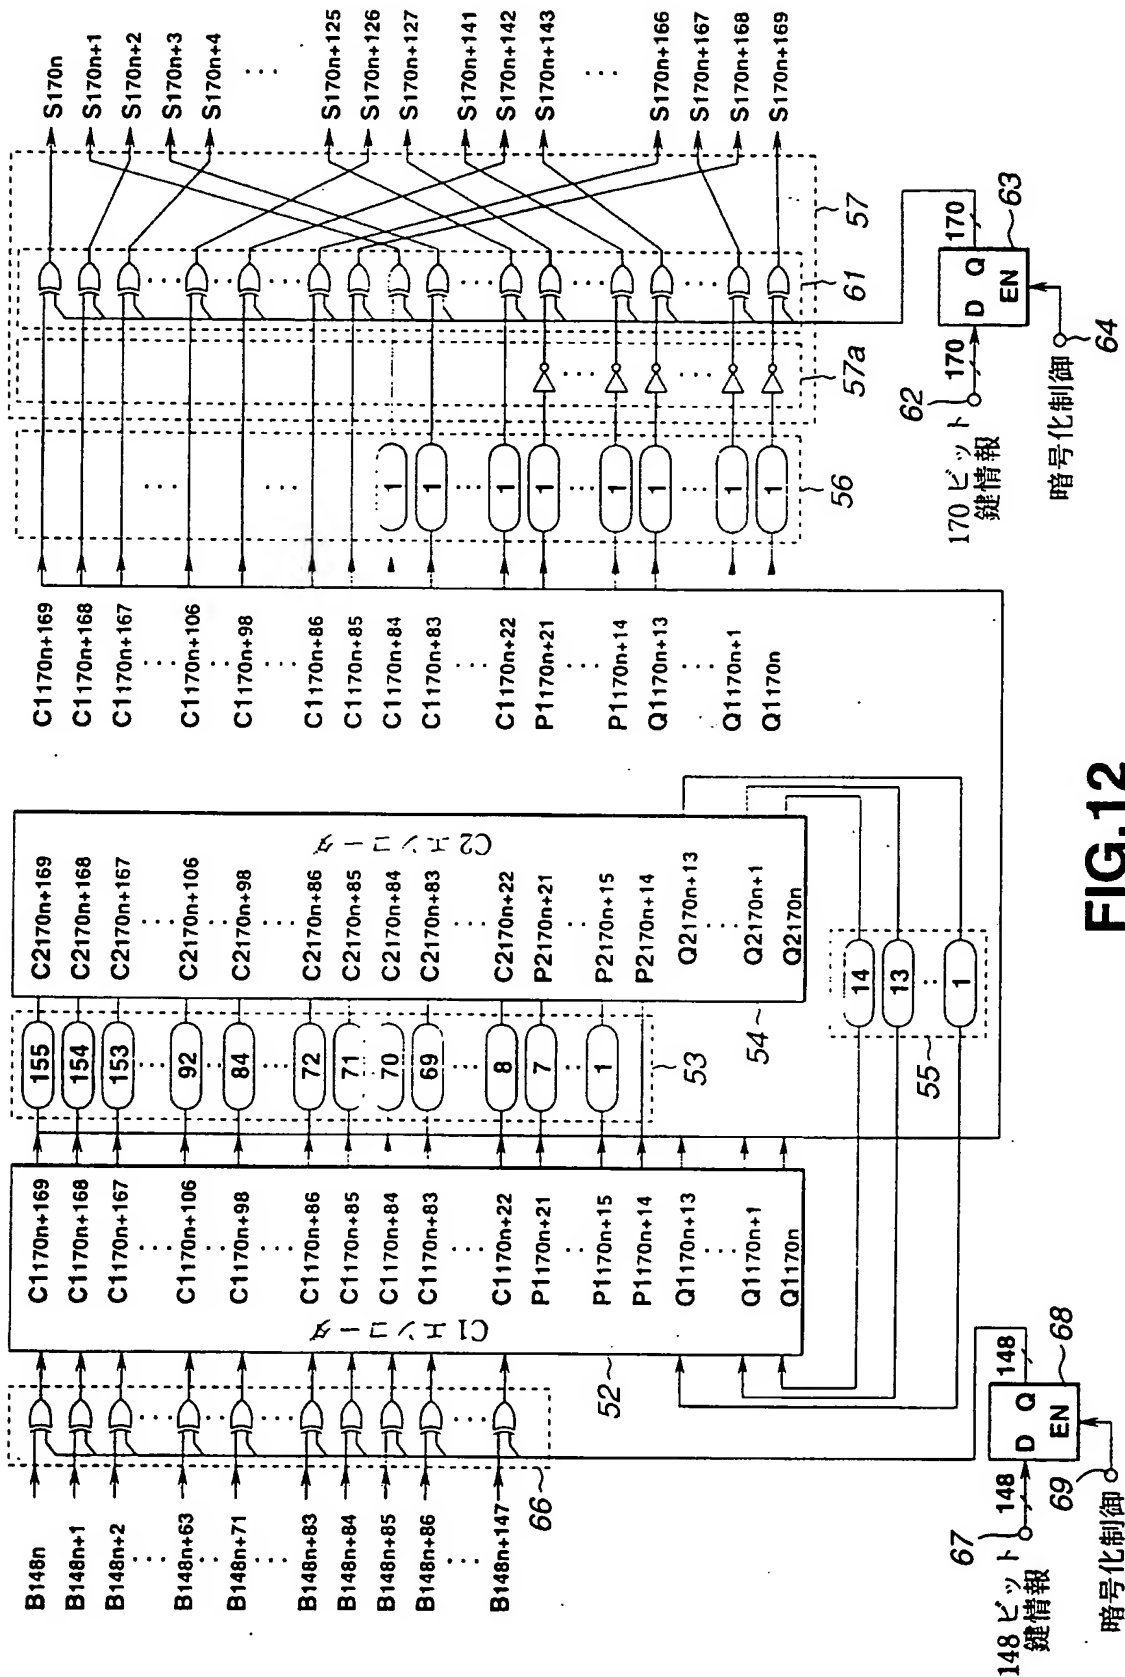 B148n
B148n+1
B148n+2
B148n+63
B148n+71
B148n+83
B148n+84
B148n+85
B148n+86
B148n+147
66
67
148 ビット
鍵情報
148
D Q
EN
148
68
69
暗号化制御
C1エンコーダ
C1170n+169
C1170n+168
C1170n+167
C1170n+106
C1170n+98
C1170n+86
C1170n+85
C1170n+84
C1170n+83
C1170n+22
P1170n+21
P1170n+15
P1170n+14
Q1170n+13
Q1170n+1
Q1170n
52
155
154
153
92
84
72
71
70
69
8
7
1
53
C2170n+169
C2170n+168
C2170n+167
C2170n+106
C2170n+98
C2170n+86
C2170n+85
C2170n+84
C2170n+83
C2170n+22
P2170n+21
P2170n+15
P2170n+14
Q2170n+13
Q2170n+1
Q2170n
C2エンコーダ
54
14
13
1
55
C1170n+169
C1170n+168
C1170n+167
C1170n+106
C1170n+98
C1170n+86
C1170n+85
C1170n+84
C1170n+83
C1170n+22
P1170n+21
P1170n+14
Q1170n+13
Q1170n+1
Q1170n
1
1
1
1
1
1
1
1
56
57a
61
57
S170n
S170n+1
S170n+2
S170n+3
S170n+4
S170n+125
S170n+126
S170n+127
S170n+141
S170n+142
S170n+143
S170n+166
S170n+167
S170n+168
S170n+169
62
170 ビット
鍵情報
170
D Q
EN
170
63
64
暗号化制御
FIG.12